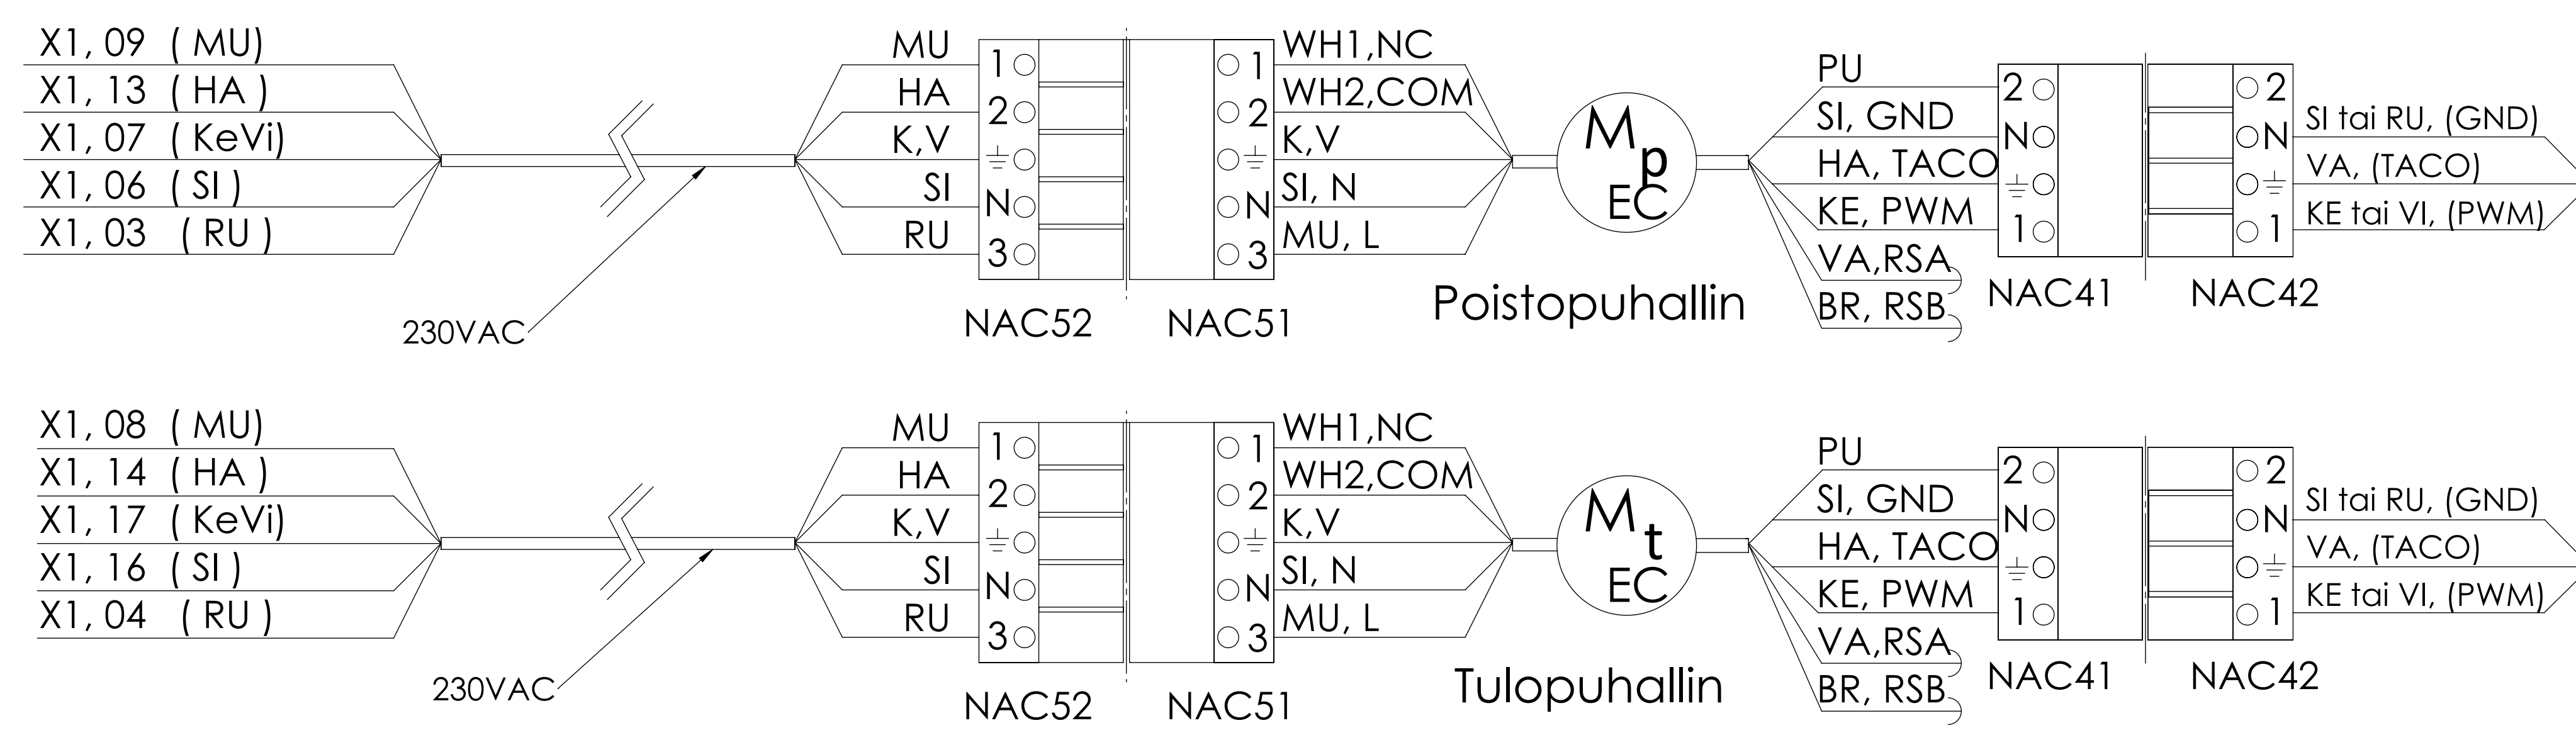 X1, 09 ( MU)
X1, 13 ( HA )
X1, 07 ( KeVi)
X1, 06 ( SI )
X1, 03 ( RU )
230VAC
MU
HA
K,V
SI
RU
1
2
N
3
NAC52
1
2
N
3
NAC51
WH1,NC
WH2,COM
K,V
SI, N
MU, L
Mp
EC
Poistopuhallin
PU
SI, GND
HA, TACO
KE, PWM
VA,RSA
BR, RSB
2
N
1
NAC41
2
N
1
NAC42
SI tai RU, (GND)
VA, (TACO)
KE tai VI, (PWM)
X1, 08 ( MU)
X1, 14 ( HA )
X1, 17 ( KeVi)
X1, 16 ( SI )
X1, 04 ( RU )
230VAC
MU
HA
K,V
SI
RU
1
2
N
3
NAC52
1
2
N
3
NAC51
WH1,NC
WH2,COM
K,V
SI, N
MU, L
Mt
EC
Tulopuhallin
PU
SI, GND
HA, TACO
KE, PWM
VA,RSA
BR, RSB
2
N
1
NAC41
2
N
1
NAC42
SI tai RU, (GND)
VA, (TACO)
KE tai VI, (PWM)